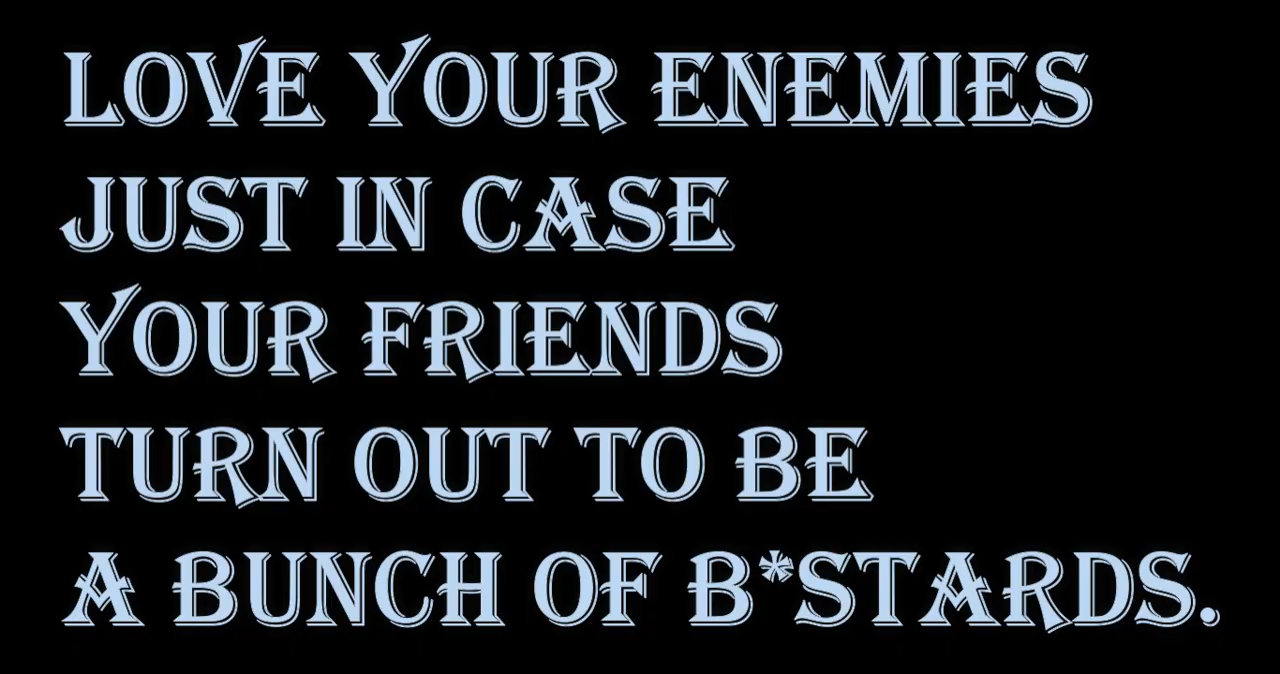 LOVE YOUR ENEMIES
JUST IN CASE
YOUR FRIENDS
TURN OUT TO BE
A BUNCH OF B*STARDS.